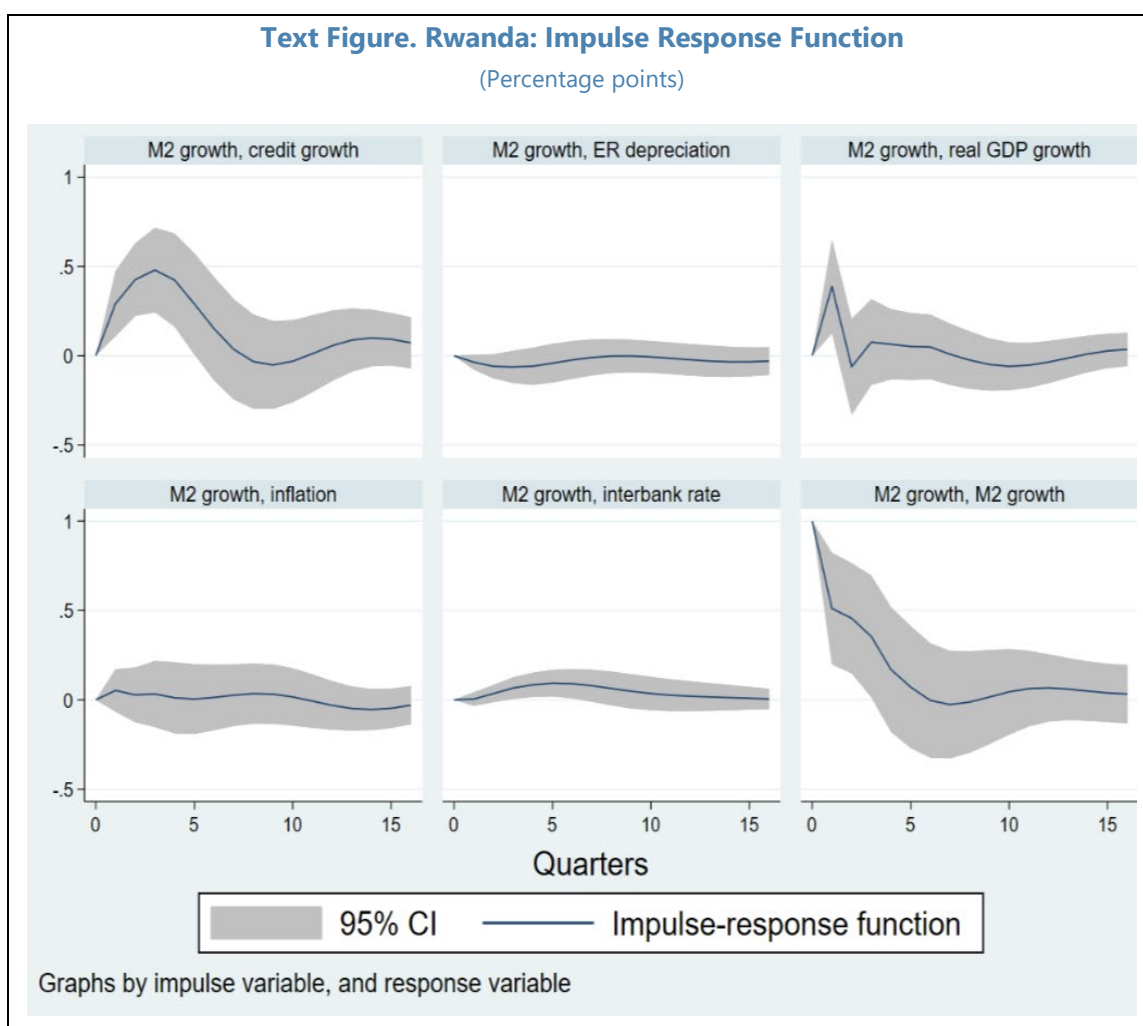 Text Figure. Rwanda: Impulse Response Function
(Percentage points)
M2 growth, credit growth
M2 growth, ER depreciation
M2 growth, real GDP growth
1
.5
0
-.5
M2 growth, inflation
M2 growth, interbank rate
M2 growth, M2 growth
1
.5
0
-.5
0 5 10 15
0 5 10 15
0 5 10 15
Quarters
95% CI
Impulse-response function
Graphs by impulse variable, and response variable